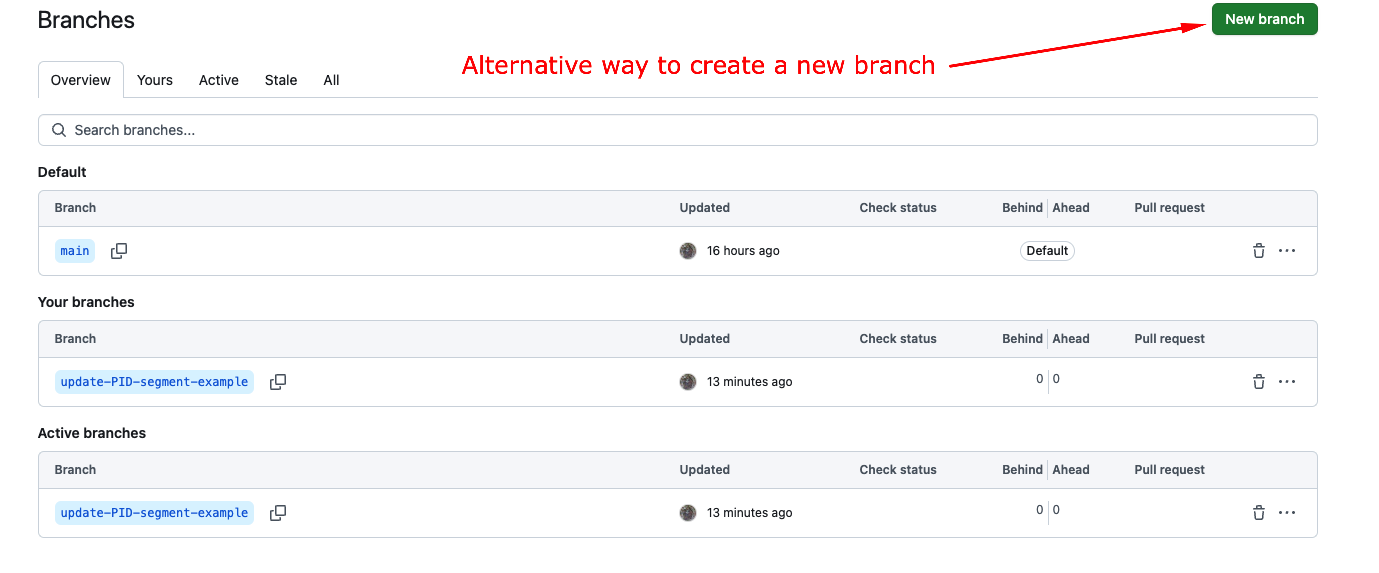 Branches
New branch
Alternative way to create a new branch
Overview Yours Active Stale All
Search branches...
Default
Branch Updated Check status Behind Ahead Pull request
main 16 hours ago Default
Your branches
Branch Updated Check status Behind Ahead Pull request
update-PID-segment-example 13 minutes ago 0 0
Active branches
Branch Updated Check status Behind Ahead Pull request
update-PID-segment-example 13 minutes ago 0 0